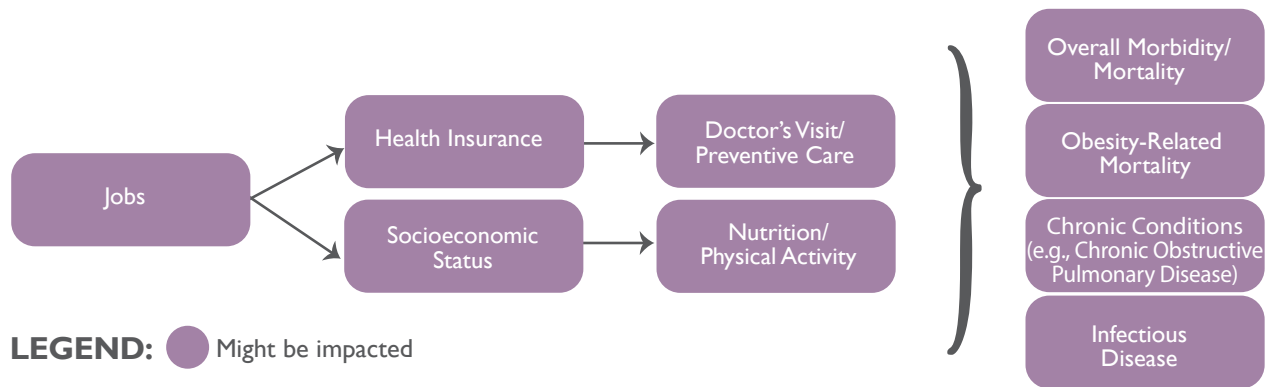 Jobs
Health Insurance
Socioeconomic
Status
Doctor's Visit/
Preventive Care
Nutrition/
Physical Activity
Overall Morbidity/
Mortality
Obesity-Related
Mortality
Chronic Conditions
(e.g., Chronic Obstructive
Pulmonary Disease)
Infectious
Disease
LEGEND: Might be impacted